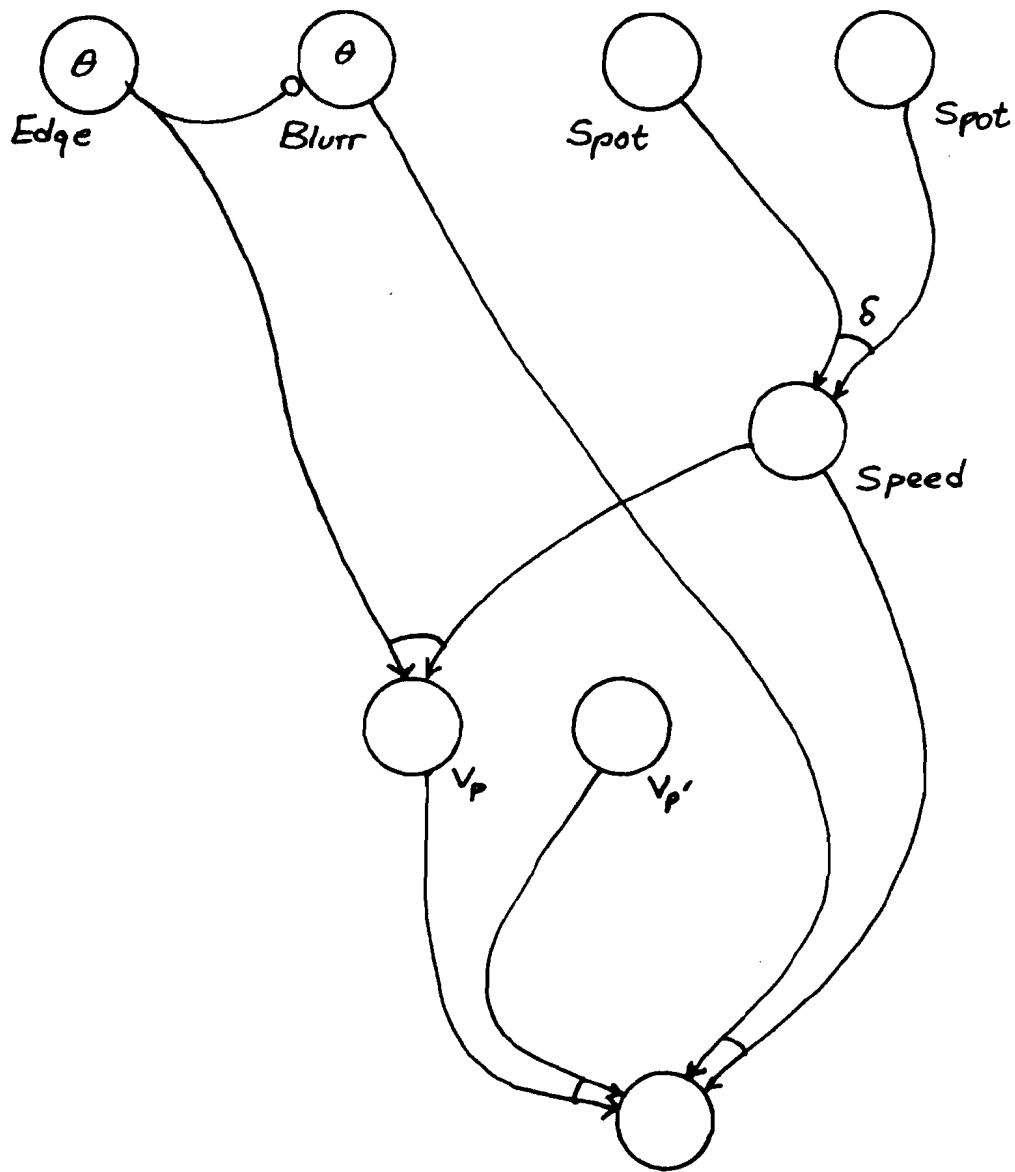 θ
θ
Edge
Blurr
Spot
Spot
δ
Speed
Vp
Vp'